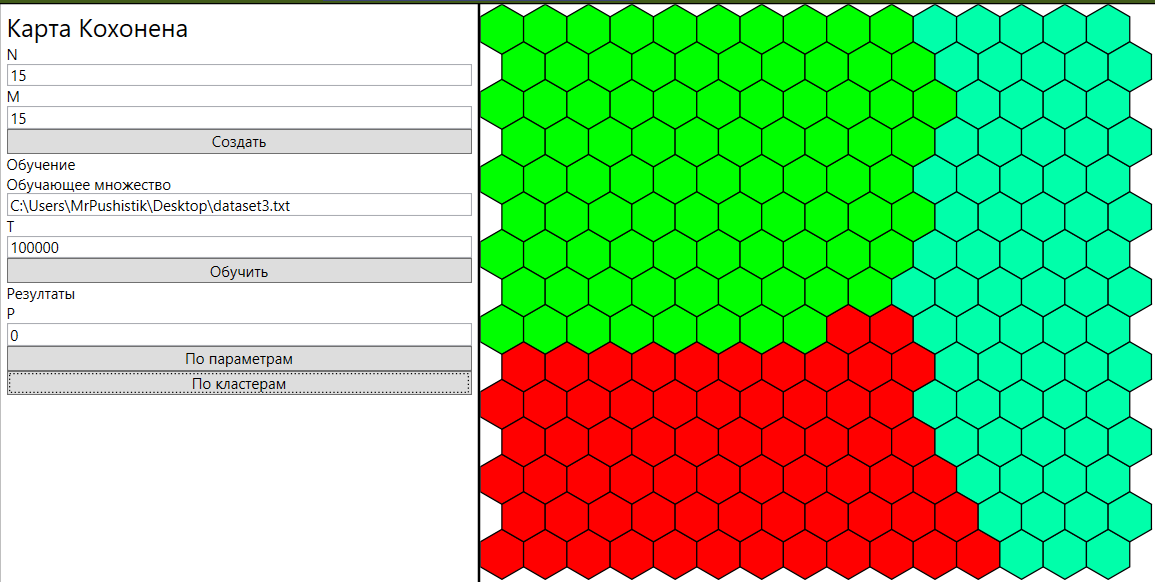 Карта Кохонена
N
15
M
15
Создать
Обучение
Обучающее множество
C:\Users\MrPushistik\Desktop\dataset3.txt
T
100000
Обучить
Резултаты
P
0
По параметрам
По кластерам